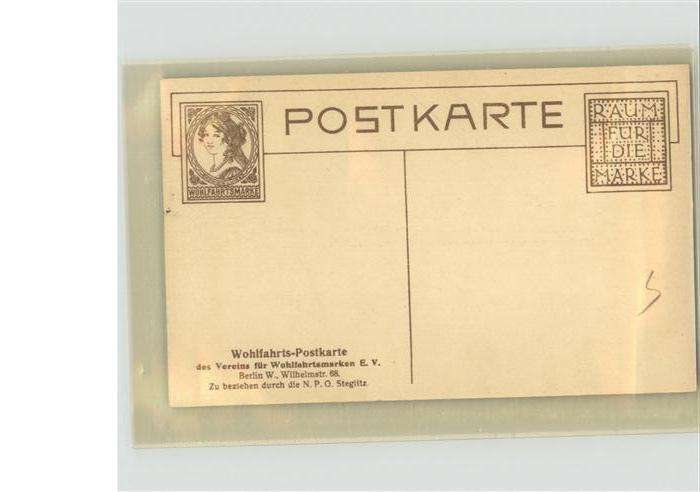 POSTKARTE
WOHLFAHRTSMARKE
RAUM
FÜR
DIE
MARKE
Wohlfahrts-Postkarte
des Vereins für Wohlfahrtsmarken E. V.
Berlin W., Wilhelmstr. 68.
Zu beziehen durch die N. P. G. Steglitz